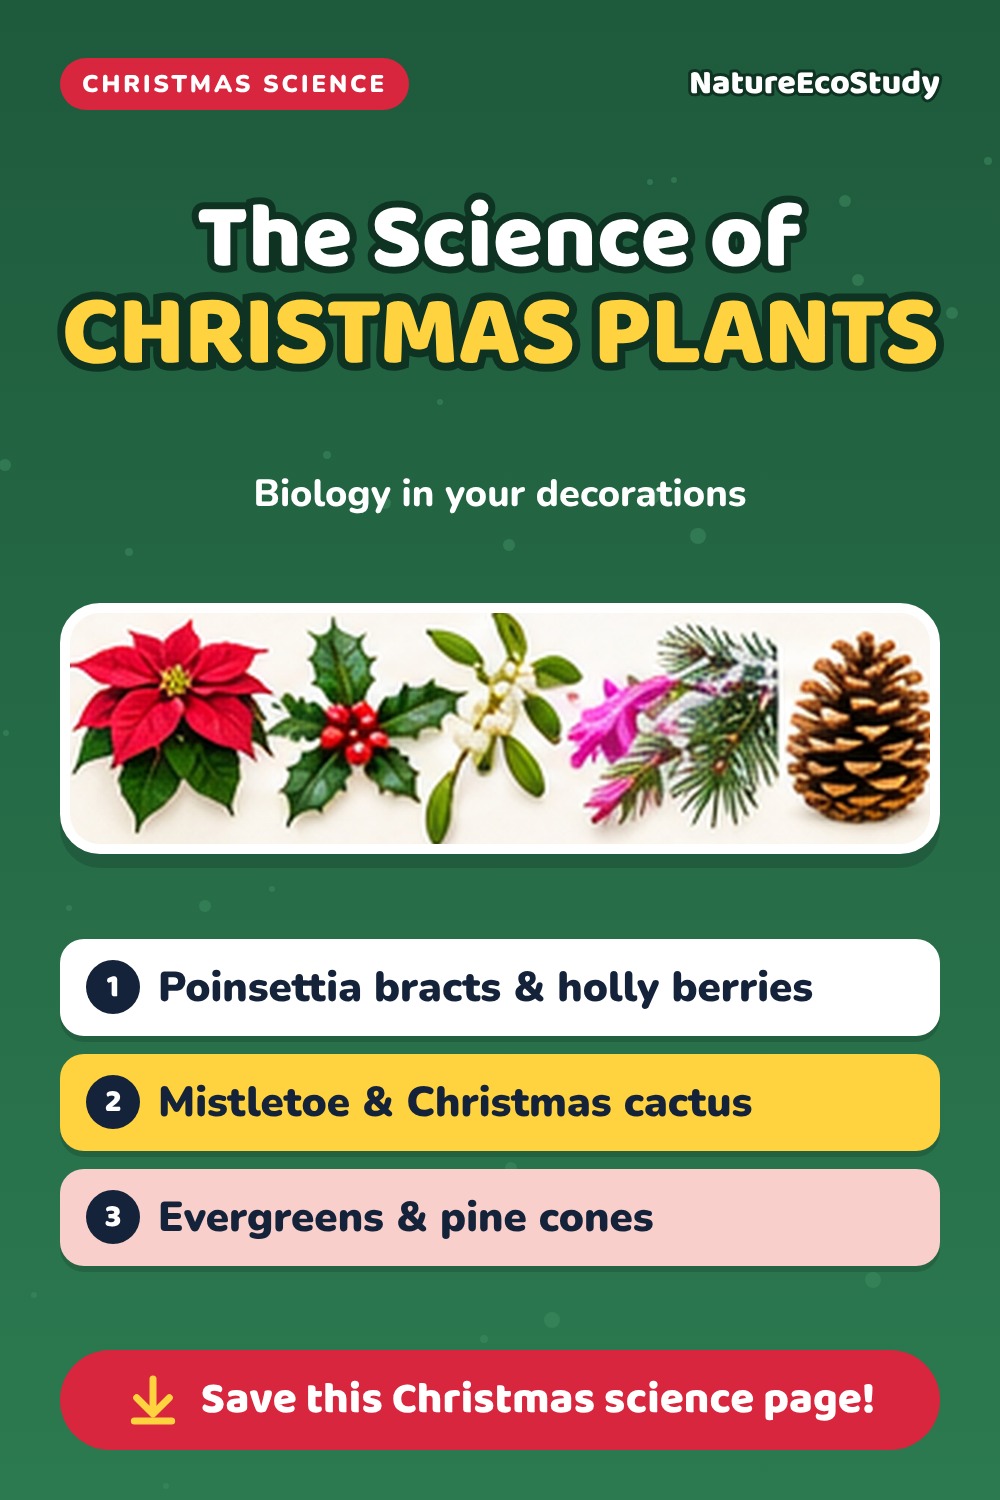 CHRISTMAS SCIENCE
NatureEcoStudy
The Science of
CHRISTMAS PLANTS
Biology in your decorations
1 Poinsettia bracts & holly berries
2 Mistletoe & Christmas cactus
3 Evergreens & pine cones
Save this Christmas science page!